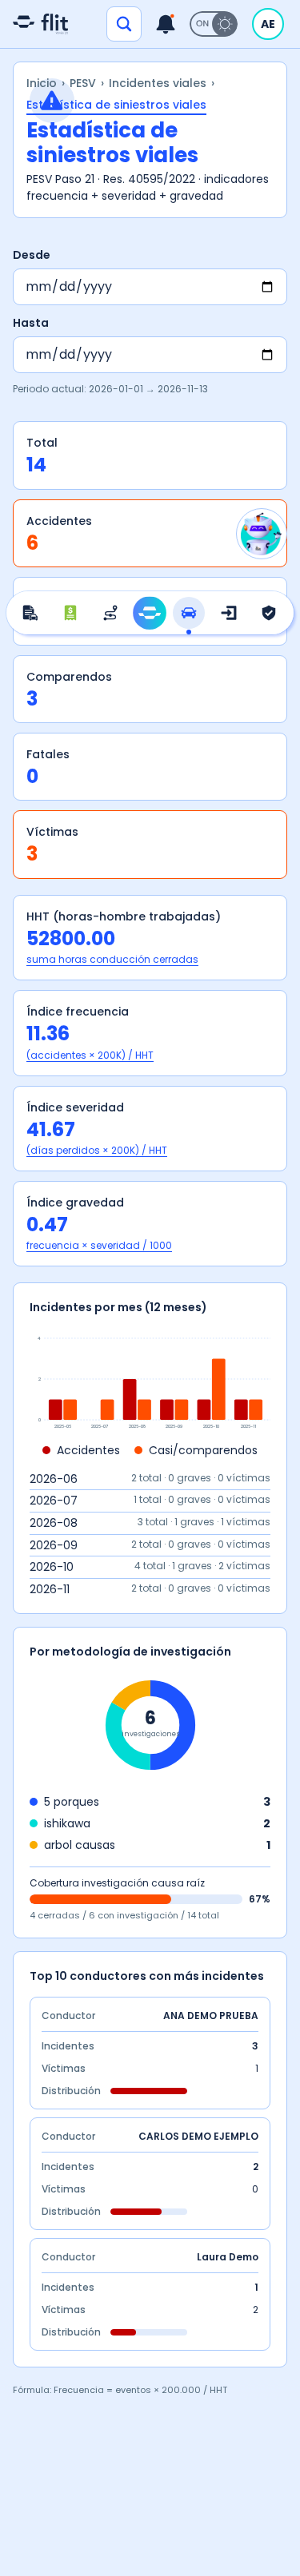 flit
ON
AE
Inicio › PESV › Incidentes viales ›
Estadística de siniestros viales
Estadística de
siniestros viales
PESV Paso 21 · Res. 40595/2022 · indicadores
frecuencia + severidad + gravedad
Desde
mm/dd/yyyy
Hasta
mm/dd/yyyy
Periodo actual: 2026-01-01 → 2026-11-13
Total
14
Accidentes
6
Comparendos
3
Fatales
0
Víctimas
3
HHT (horas-hombre trabajadas)
52800.00
suma horas conducción cerradas
Índice frecuencia
11.36
(accidentes × 200K) / HHT
Índice severidad
41.67
(días perdidos × 200K) / HHT
Índice gravedad
0.47
frecuencia × severidad / 1000
Incidentes por mes (12 meses)
4
2
0
Accidentes
Casi/comparendos
2026-06 2 total · 0 graves · 0 víctimas
2026-07 1 total · 0 graves · 0 víctimas
2026-08 3 total · 1 graves · 1 víctimas
2026-09 2 total · 0 graves · 0 víctimas
2026-10 4 total · 1 graves · 2 víctimas
2026-11 2 total · 0 graves · 0 víctimas
Por metodología de investigación
6
investigaciones
5 porques 3
ishikawa 2
arbol causas 1
Cobertura investigación causa raíz
67%
4 cerradas / 6 con investigación / 14 total
Top 10 conductores con más incidentes
Conductor ANA DEMO PRUEBA
Incidentes 3
Víctimas 1
Distribución
Conductor CARLOS DEMO EJEMPLO
Incidentes 2
Víctimas 0
Distribución
Conductor Laura Demo
Incidentes 1
Víctimas 2
Distribución
Fórmula: Frecuencia = eventos × 200.000 / HHT